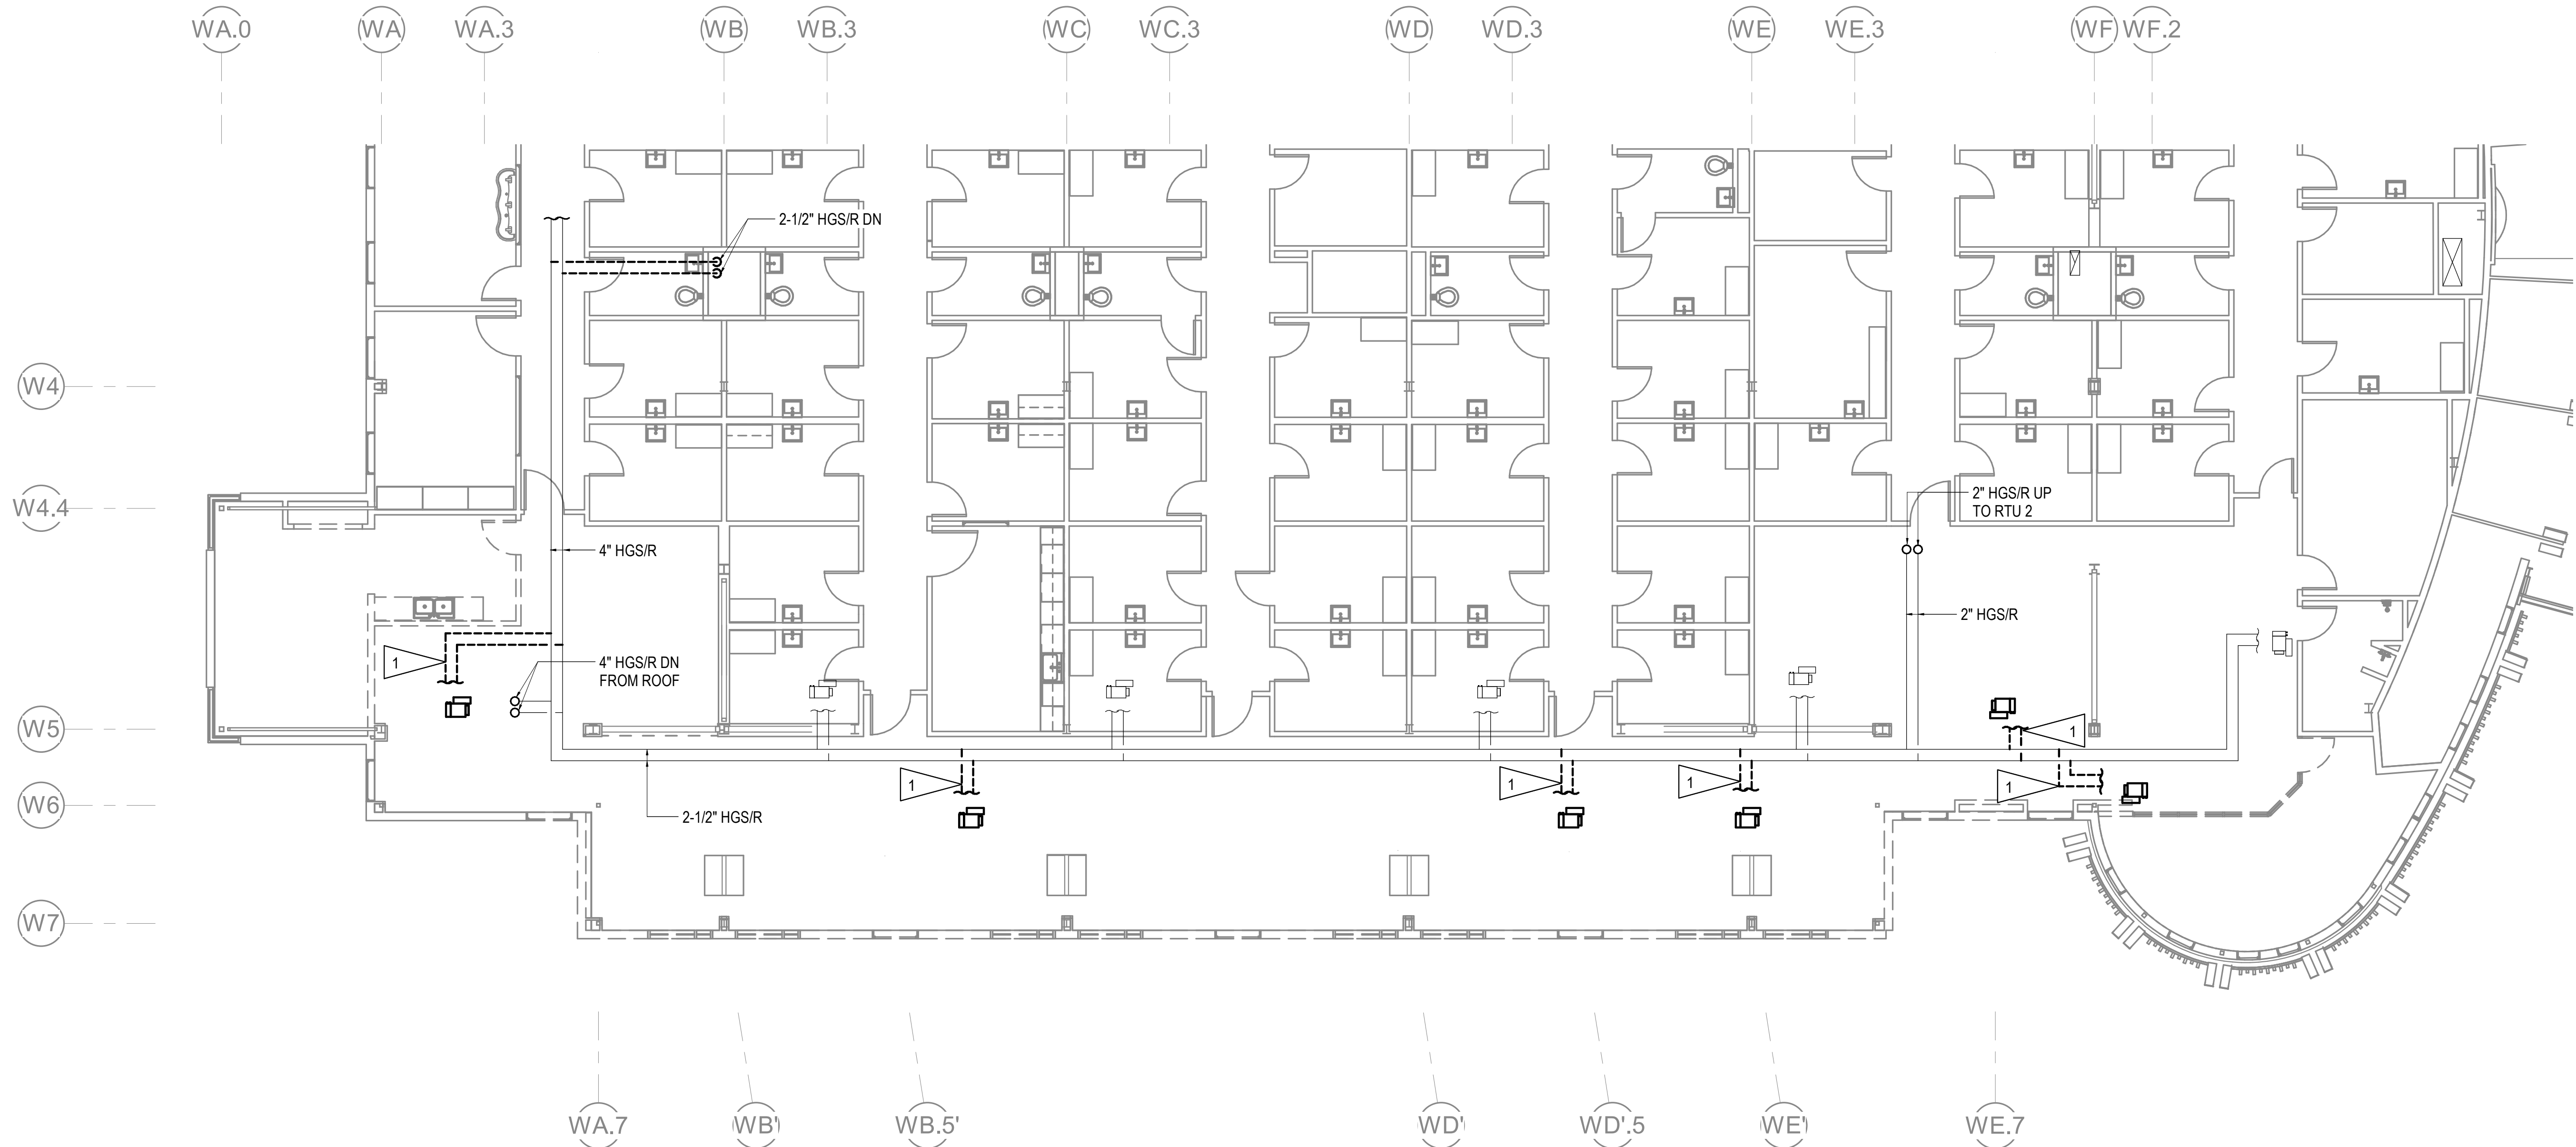 WA.0
WA
WA.3
WB
WB.3
WC
WC.3
WD
WD.3
WE
WE.3
WF
WF.2
2-1/2" HGS/R DN
W4
W4.4
2" HGS/R UP
TO RTU 2
4" HGS/R
2" HGS/R
1
4" HGS/R DN
FROM ROOF
W5
1
1
1
1
1
W6
2-1/2" HGS/R
W7
WA.7
WB'
WB.5'
WD'
WD'.5
WE'
WE.7